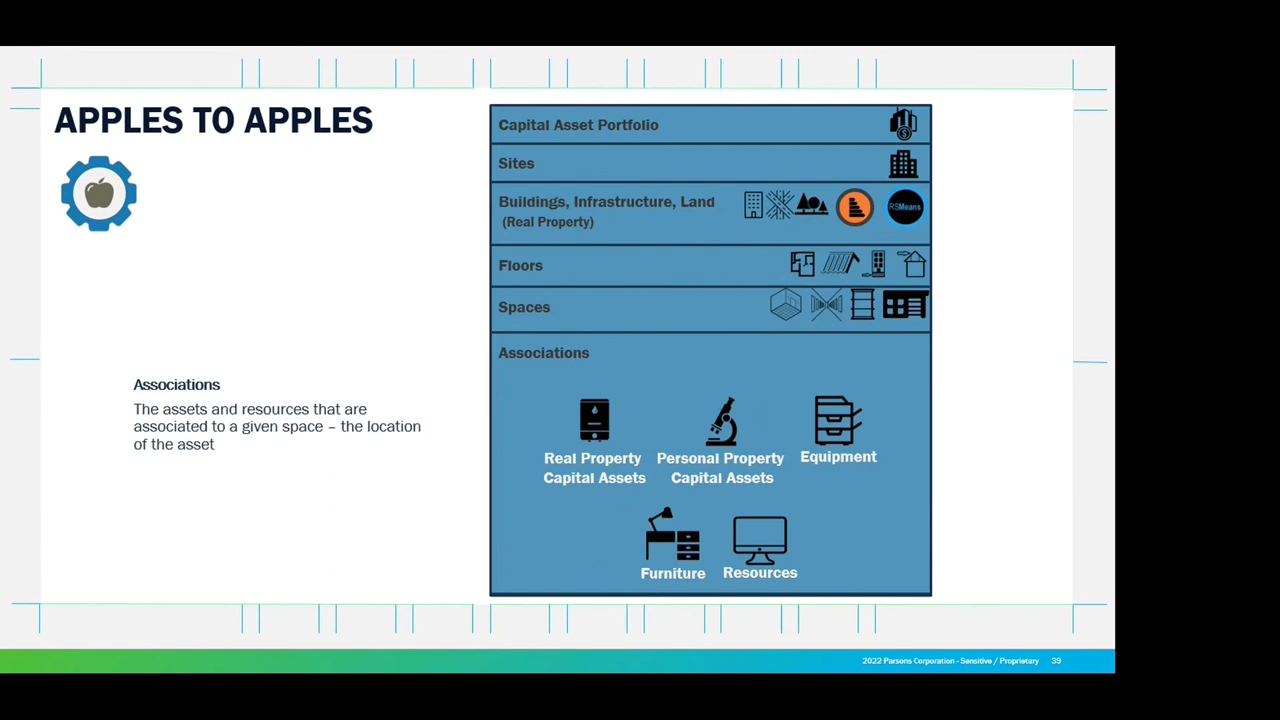 APPLES TO APPLES
Associations
The assets and resources that are
associated to a given space – the location
of the asset
Capital Asset Portfolio
Sites
Buildings, Infrastructure, Land
(Real Property)
RSMeans
Floors
Spaces
Associations
Real Property
Capital Assets
Personal Property
Capital Assets
Equipment
Furniture
Resources
2022 Parsons Corporation - Sensitive / Proprietary 39